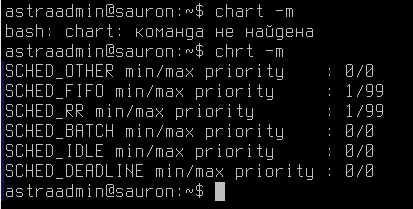 astraadmin@sauron:~$ chart -m
bash: chart: команда не найдена
astraadmin@sauron:~$ chrt -m
SCHED_OTHER min/max priority : 0/0
SCHED_FIFO min/max priority : 1/99
SCHED_RR min/max priority : 1/99
SCHED_BATCH min/max priority : 0/0
SCHED_IDLE min/max priority : 0/0
SCHED_DEADLINE min/max priority : 0/0
astraadmin@sauron:~$